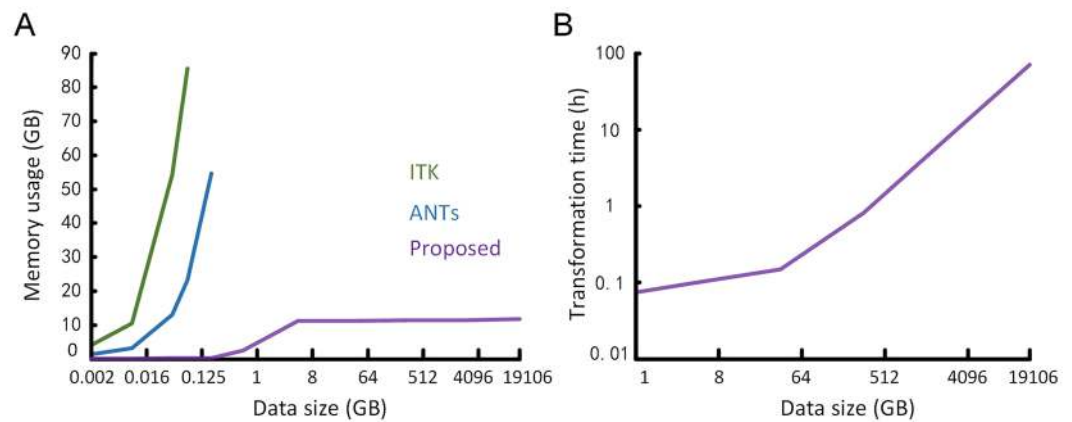 A
Memory usage (GB)
90
80
70
60
50
40
30
20
10
0
0.002 0.016 0.125 1 8 64 512 4096 19106
Data size (GB)
ITK
ANTs
Proposed
B
Transformation time (h)
100
10
1
0.1
0.01
1 8 64 512 4096 19106
Data size (GB)